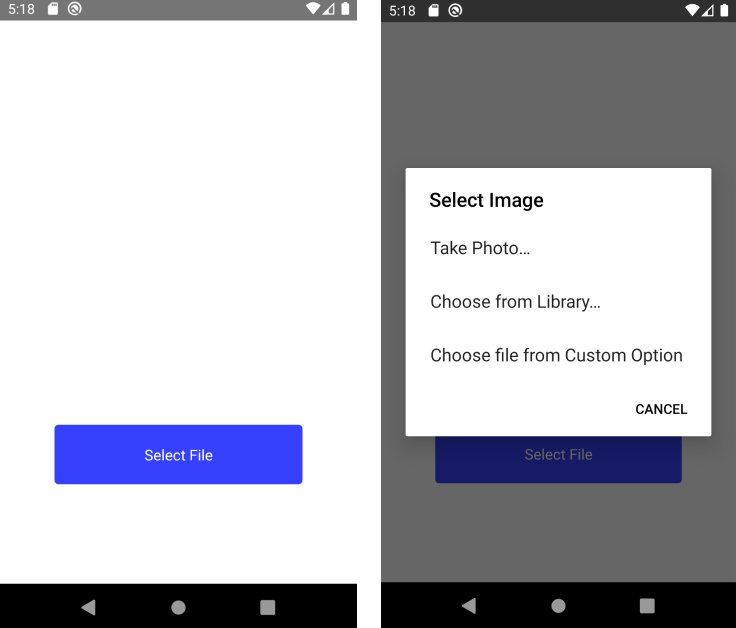 5:18
Select File
5:18
Select Image
Take Photo...
Choose from Library...
Choose file from Custom Option
CANCEL
Select File